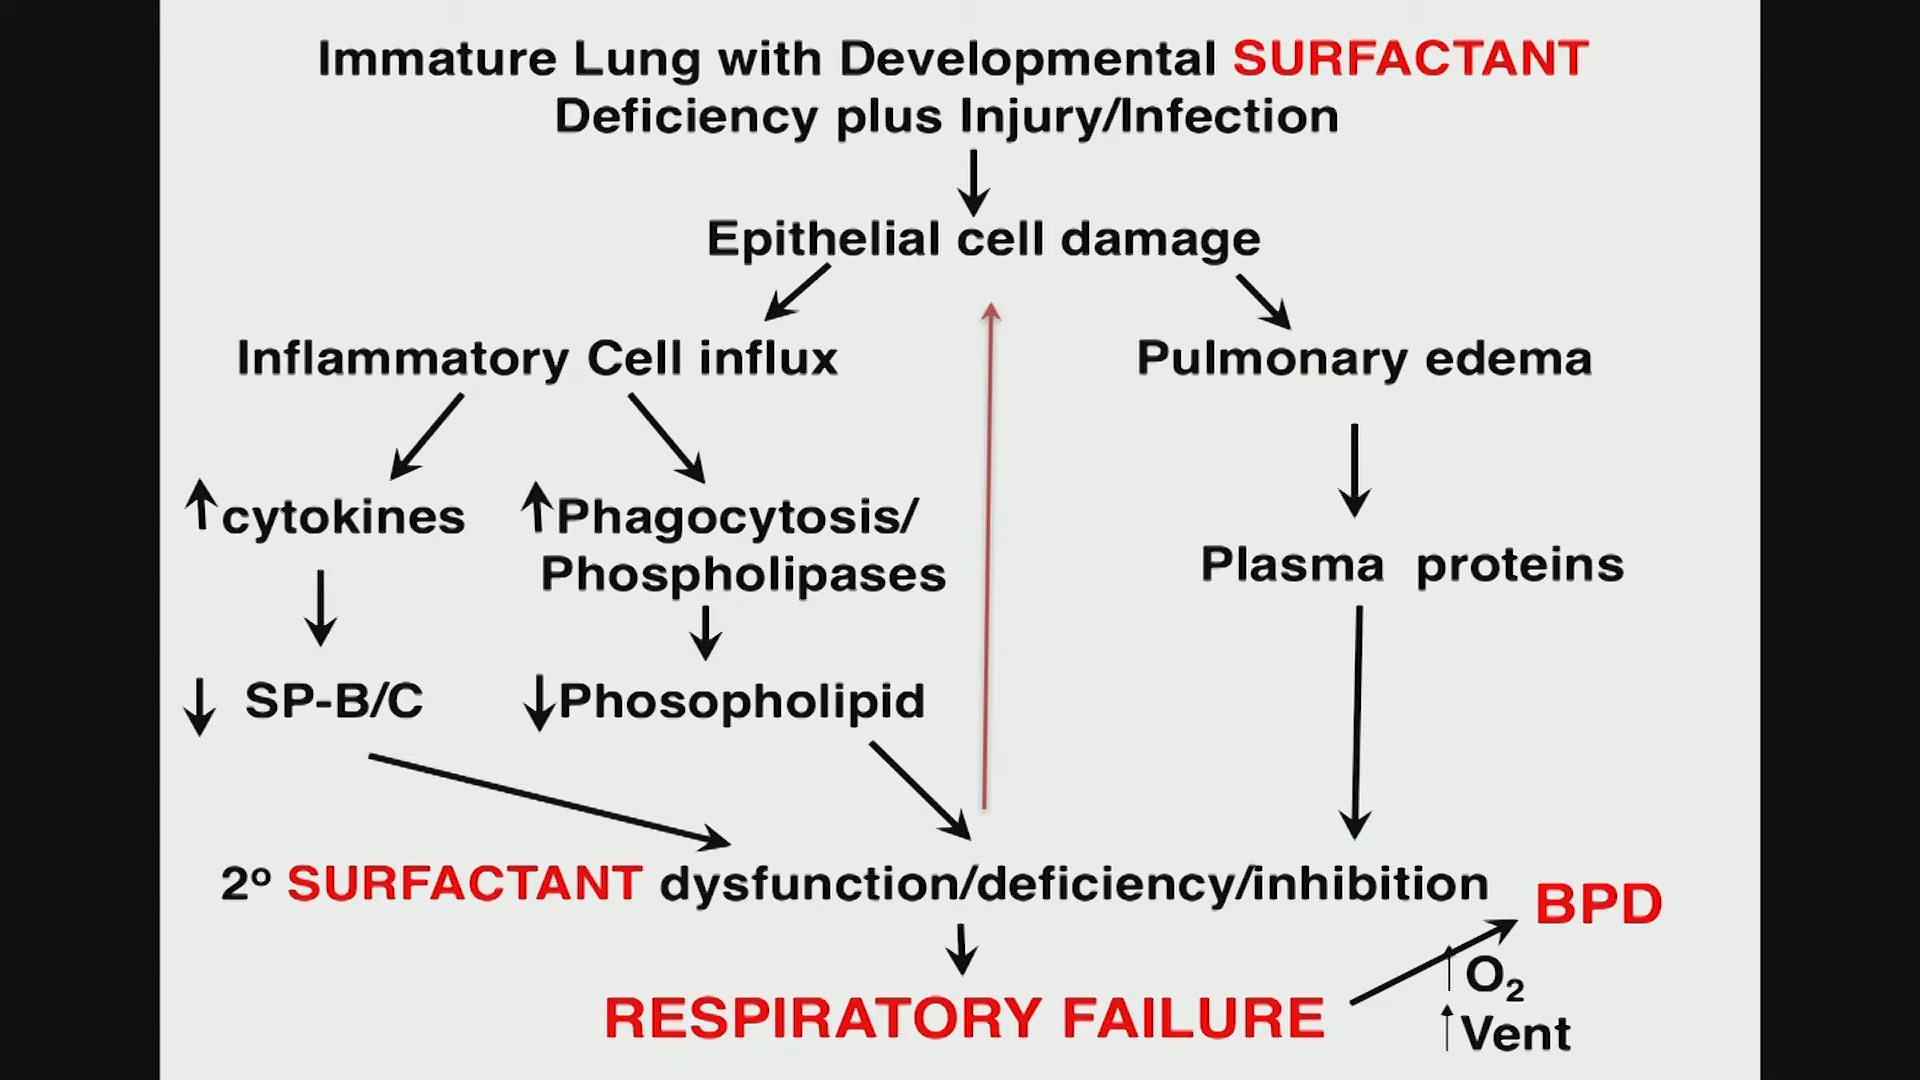 Immature Lung with Developmental SURFACTANT
Deficiency plus Injury/Infection
Epithelial cell damage
Inflammatory Cell influx
Pulmonary edema
↑cytokines
↑Phagocytosis/
Phospholipases
Plasma proteins
↓ SP-B/C
↓Phosopholipid
2º SURFACTANT dysfunction/deficiency/inhibition
BPD
↑O₂
RESPIRATORY FAILURE
↑Vent